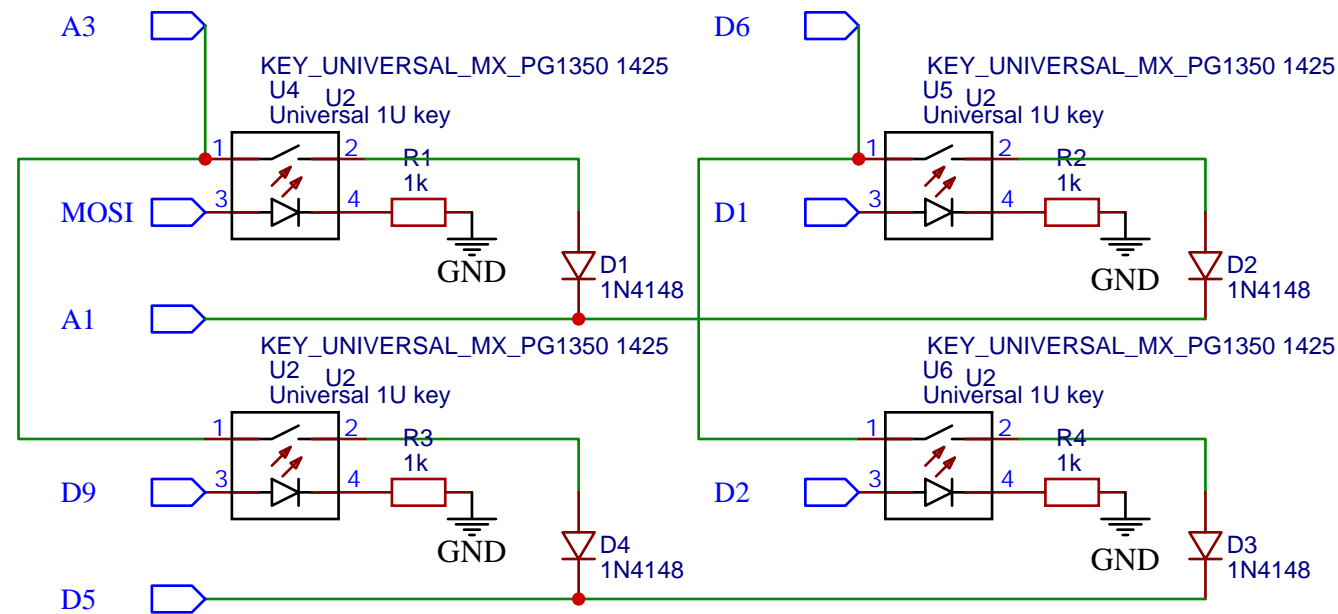 A3
D6
KEY_UNIVERSAL_MX_PG1350 1425
U4 U2
Universal 1U key
KEY_UNIVERSAL_MX_PG1350 1425
U5 U2
Universal 1U key
1 2
R1
1k
1 2
R2
1k
MOSI
3 4
D1
3 4
GND
D1
1N4148
GND
D2
1N4148
A1
KEY_UNIVERSAL_MX_PG1350 1425
U2 U2
Universal 1U key
KEY_UNIVERSAL_MX_PG1350 1425
U6 U2
Universal 1U key
1 2
R3
1k
1 2
R4
1k
D9
3 4
D2
3 4
GND
D4
1N4148
GND
D3
1N4148
D5